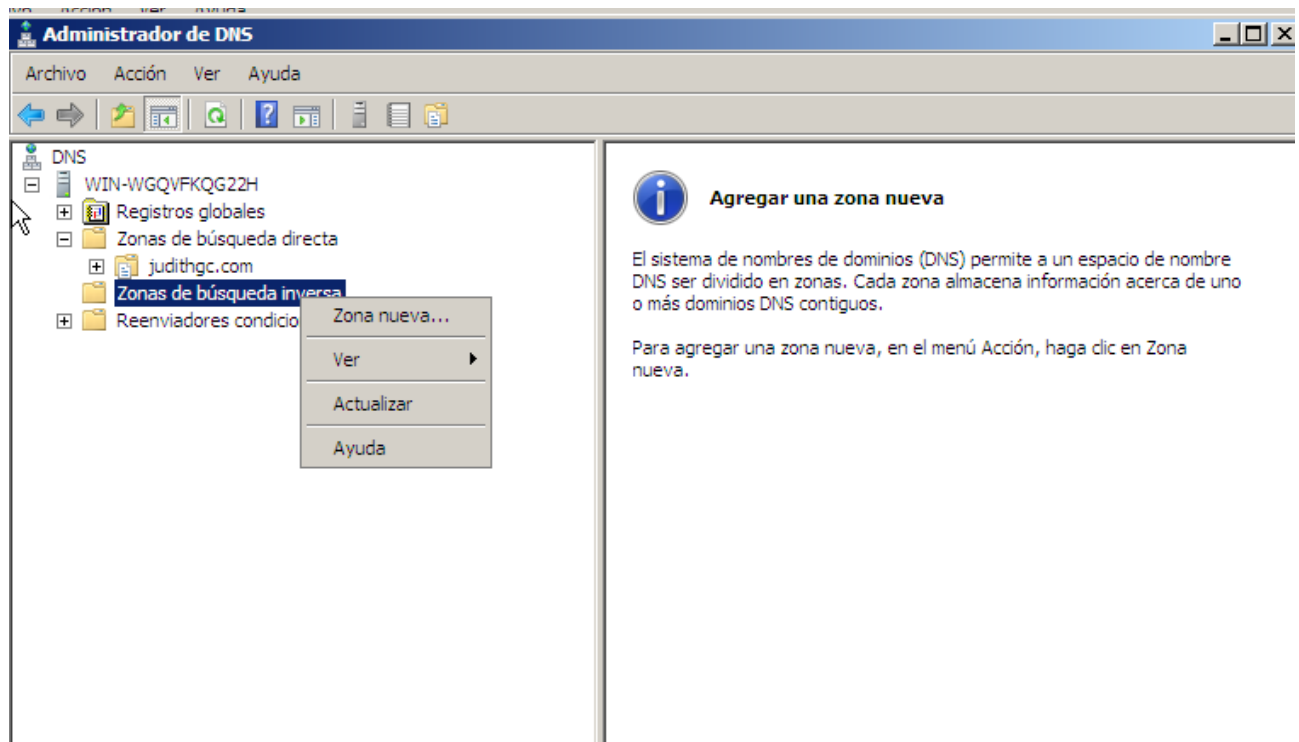 Administrador de DNS
Archivo Acción Ver Ayuda
DNS
WIN-WGQVFKQG22H
Registros globales
Zonas de búsqueda directa
judithgc.com
Zonas de búsqueda inversa
Reenviadores condicio
Zona nueva...
Ver
Actualizar
Ayuda
Agregar una zona nueva
El sistema de nombres de dominios (DNS) permite a un espacio de nombre
DNS ser dividido en zonas. Cada zona almacena información acerca de uno
o más dominios DNS contiguos.
Para agregar una zona nueva, en el menú Acción, haga clic en Zona
nueva.